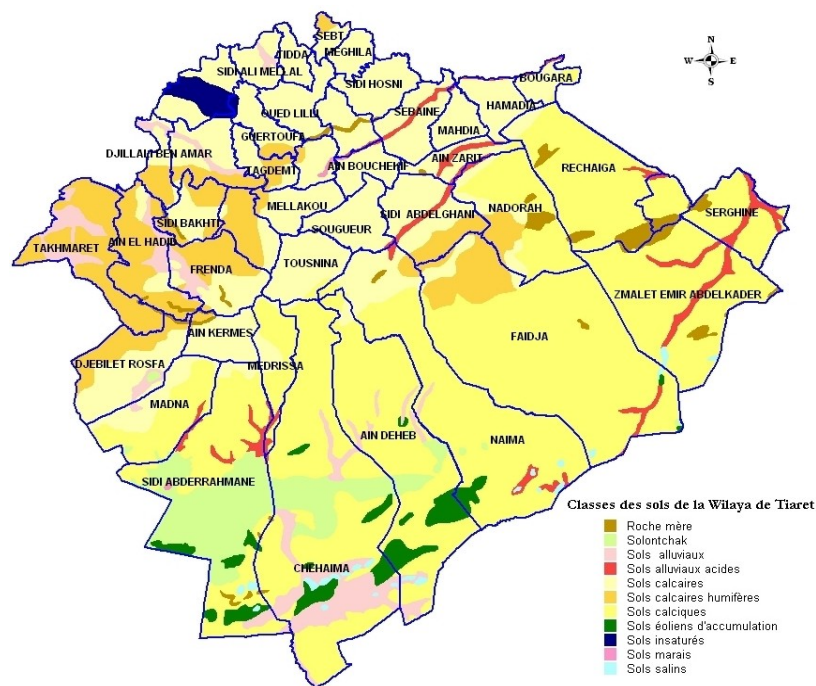 N
W E
S
SEBT
TIDDA
MEGHILA
SIDI ALI MELLAL
BOUGARA
SIDI HOSNI
HAMADIA
OUED LILLI
SEBAINE
MAHDIA
GUERTOUFA
DJILLALI BEN AMAR
AIN BOUCHEKIF
AIN ZARIT
TAGDEMT
RECHAIGA
MELLAKOU
NADORAH
SIDI ABDELGHANI
SERGHINE
SIDI BAKHTI
SOUGUEUR
TAKHMARET
AIN EL HADID
TOUSNINA
FRENDA
ZMALET EMIR ABDELKADER
AIN KERMES
FAIDJA
MEDRISSA
DJEBILET ROSFA
MADNA
AIN DEHEB
NAIMA
SIDI ABDERRAHMANE
CHEHAIMA
Classes des sols de la Wilaya de Tiaret
Roche mère
Solontchak
Sols alluviaux
Sols alluviaux acides
Sols calcaires
Sols calcaires humifères
Sols calciques
Sols éoliens d'accumulation
Sols insaturés
Sols marais
Sols salins